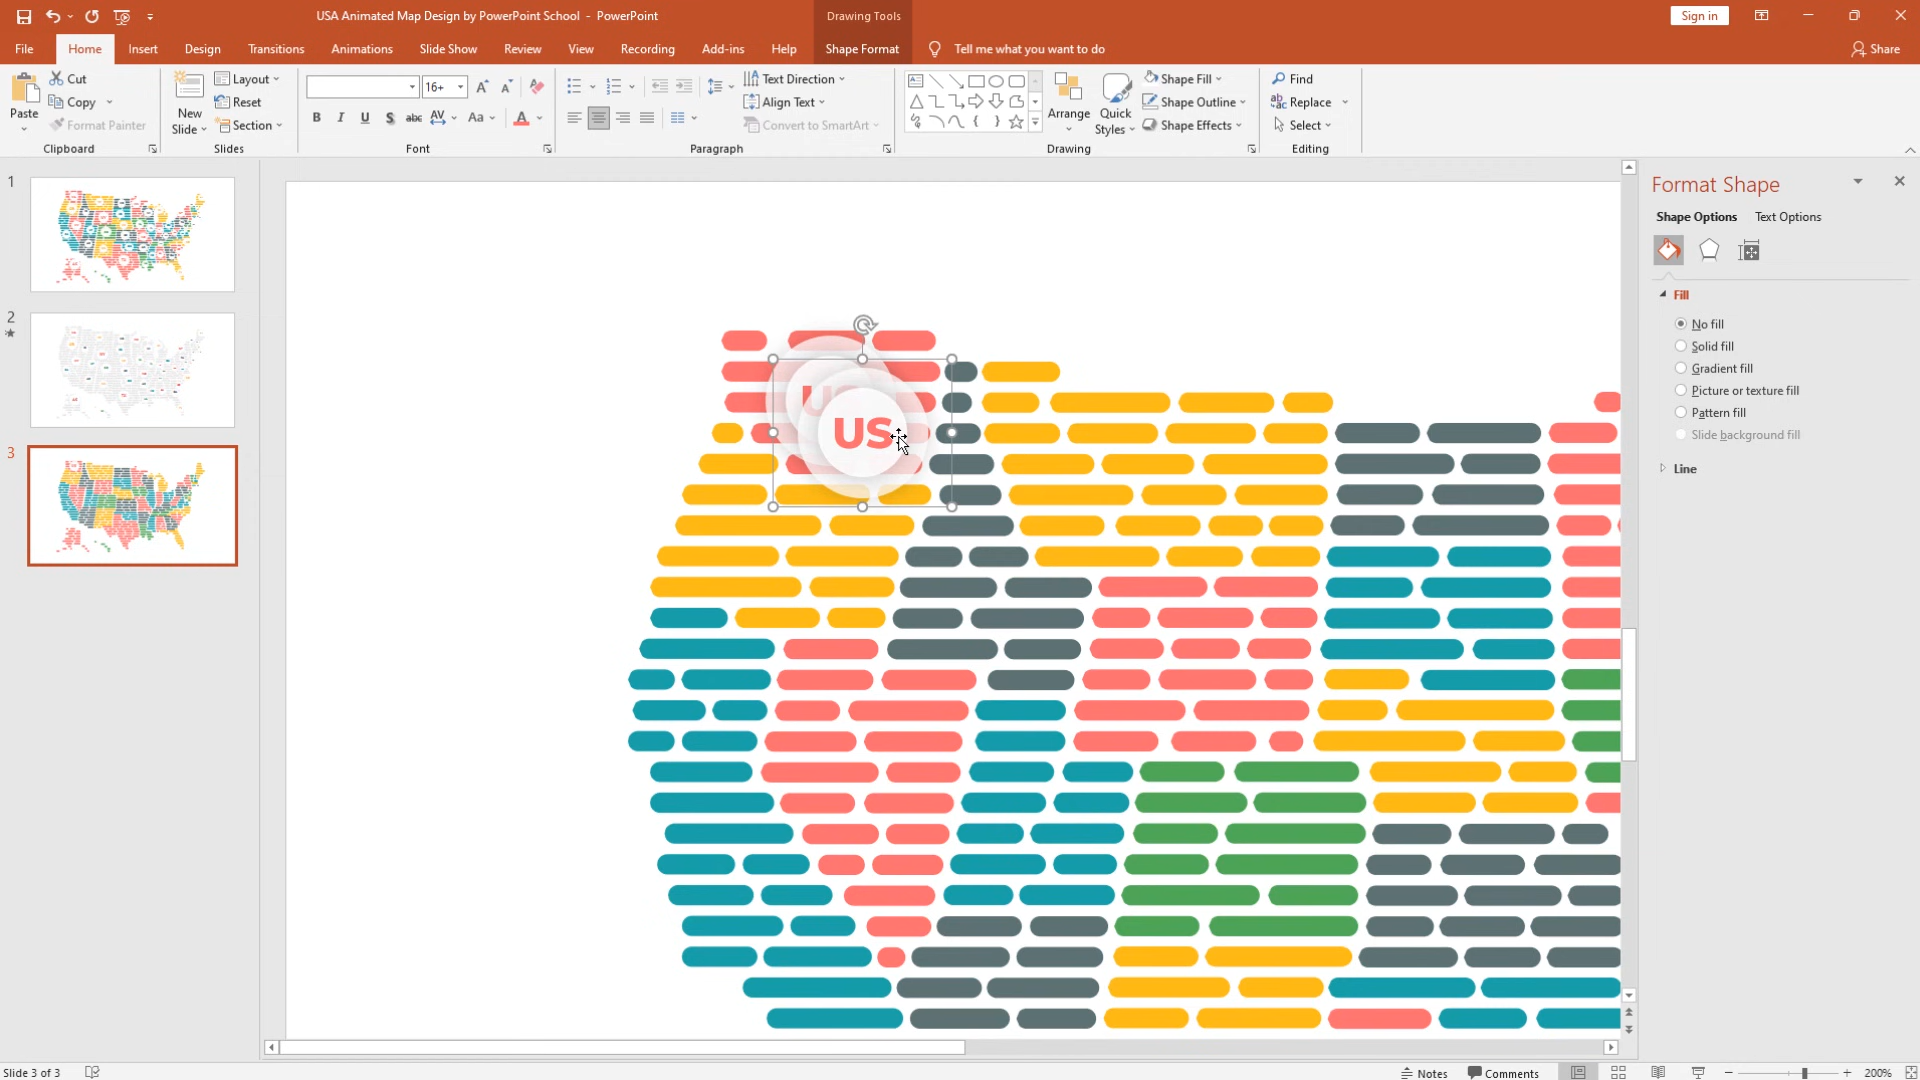 USA Animated Map Design by PowerPoint School - PowerPoint
Drawing Tools
Sign in
File Home Insert Design Transitions Animations Slide Show Review View Recording Add-ins Help Shape Format Tell me what you want to do Share
Paste
Cut
Copy
Format Painter
Clipboard
New Slide
Layout
Reset
Section
Slides
16+
B I U S abc AV Aa A
Font
Text Direction
Align Text
Convert to SmartArt
Paragraph
Arrange
Quick Styles
Shape Fill
Shape Outline
Shape Effects
Drawing
Find
Replace
Select
Editing
1
2
3
US
US
Format Shape
Shape Options Text Options
Fill
No fill
Solid fill
Gradient fill
Picture or texture fill
Pattern fill
Slide background fill
Line
Slide 3 of 3
Notes Comments 200%